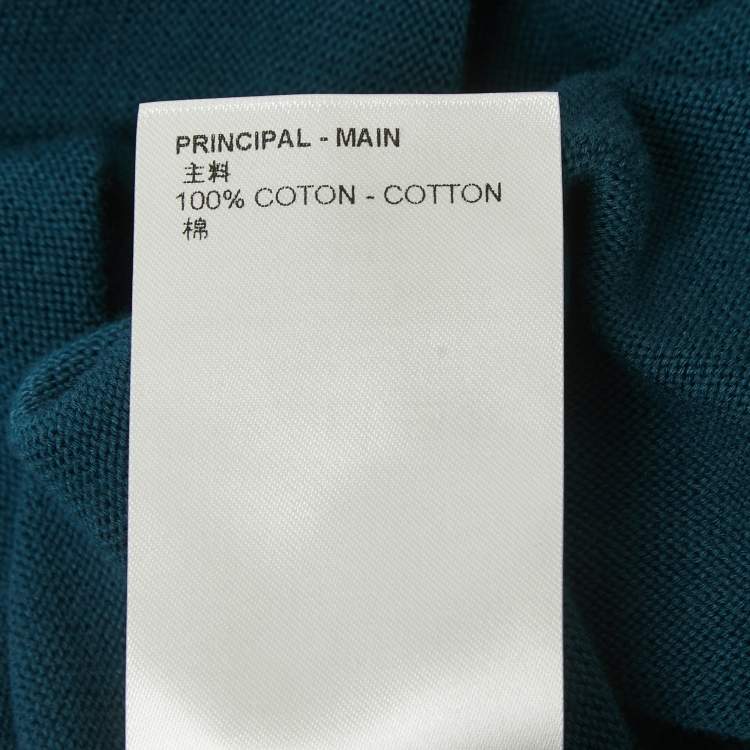 PRINCIPAL - MAIN
主料
100% COTON - COTTON
棉